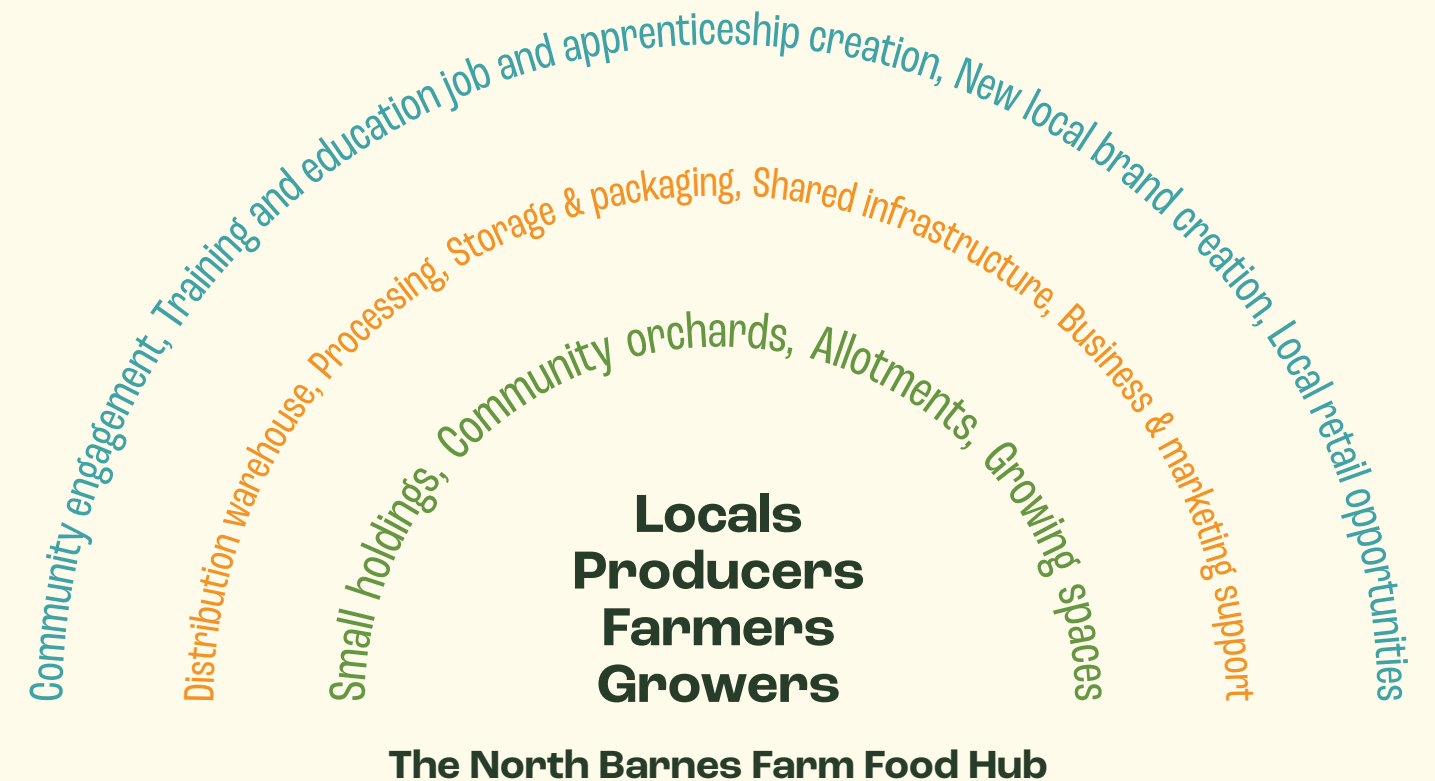 Community engagement, Training and education job and apprenticeship creation, New local brand creation, Local retail opportunities
Distribution warehouse, Processing, Storage & packaging, Shared infrastructure, Business & marketing support
Small holdings, Community orchards, Allotments, Growing spaces
Locals
Producers
Farmers
Growers
The North Barnes Farm Food Hub